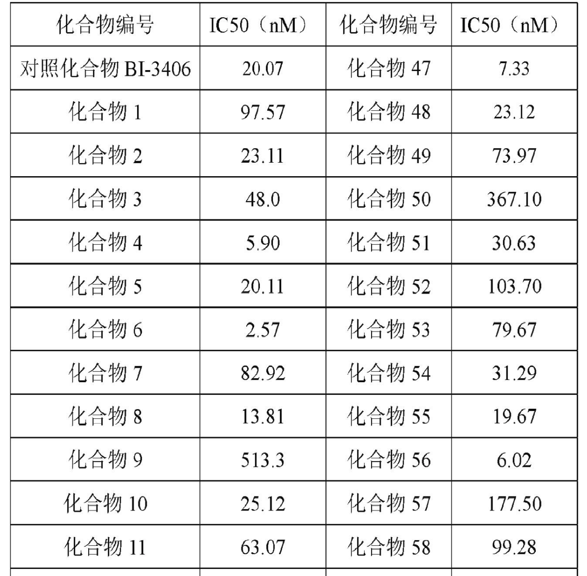 化合物编号 IC50（nM） 化合物编号 IC50（nM）
对照化合物 BI-3406 20.07 化合物 47 7.33
化合物 1 97.57 化合物 48 23.12
化合物 2 23.11 化合物 49 73.97
化合物 3 48.0 化合物 50 367.10
化合物 4 5.90 化合物 51 30.63
化合物 5 20.11 化合物 52 103.70
化合物 6 2.57 化合物 53 79.67
化合物 7 82.92 化合物 54 31.29
化合物 8 13.81 化合物 55 19.67
化合物 9 513.3 化合物 56 6.02
化合物 10 25.12 化合物 57 177.50
化合物 11 63.07 化合物 58 99.28